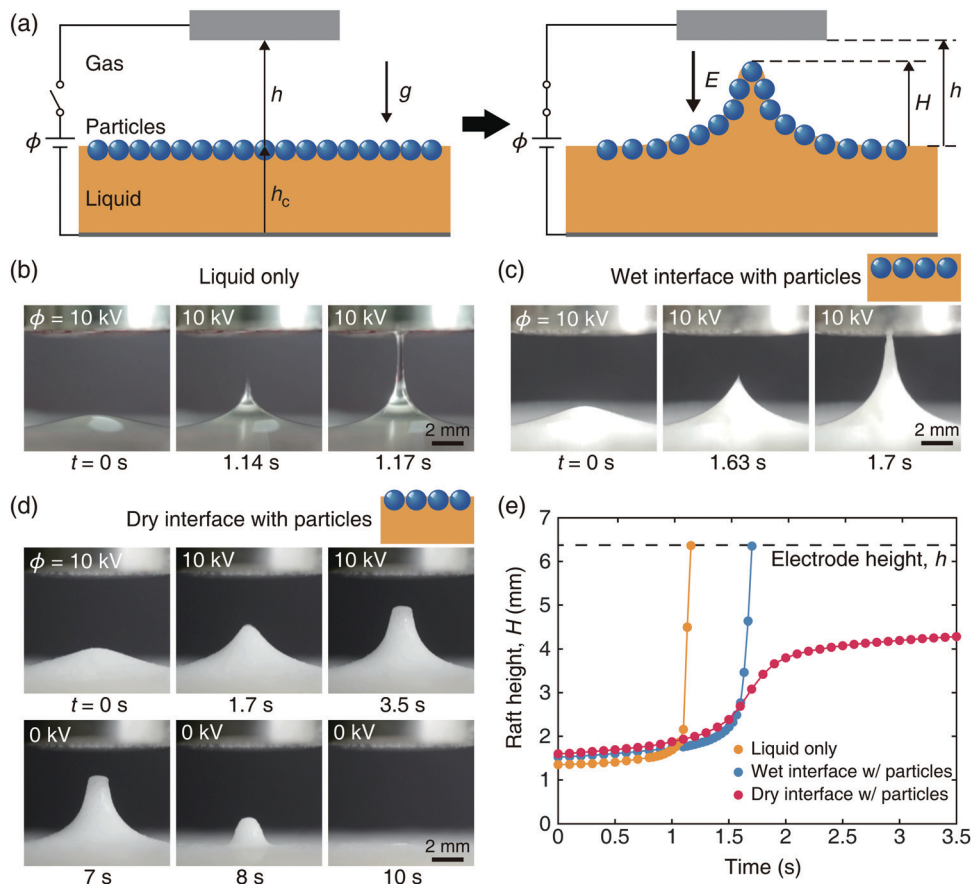 (a)
Gas
h
g
Particles
ϕ
Liquid
h_c
E
H
h
ϕ
(b)
Liquid only
ϕ = 10 kV
10 kV
10 kV
2 mm
t = 0 s
1.14 s
1.17 s
(c)
Wet interface with particles
ϕ = 10 kV
10 kV
10 kV
2 mm
t = 0 s
1.63 s
1.7 s
(d)
Dry interface with particles
ϕ = 10 kV
10 kV
10 kV
t = 0 s
1.7 s
3.5 s
0 kV
0 kV
0 kV
2 mm
7 s
8 s
10 s
(e)
7
6
5
4
3
2
1
0
Raft height, H (mm)
Electrode height, h
Liquid only
Wet interface w/ particles
Dry interface w/ particles
0
0.5
1
1.5
2
2.5
3
3.5
Time (s)